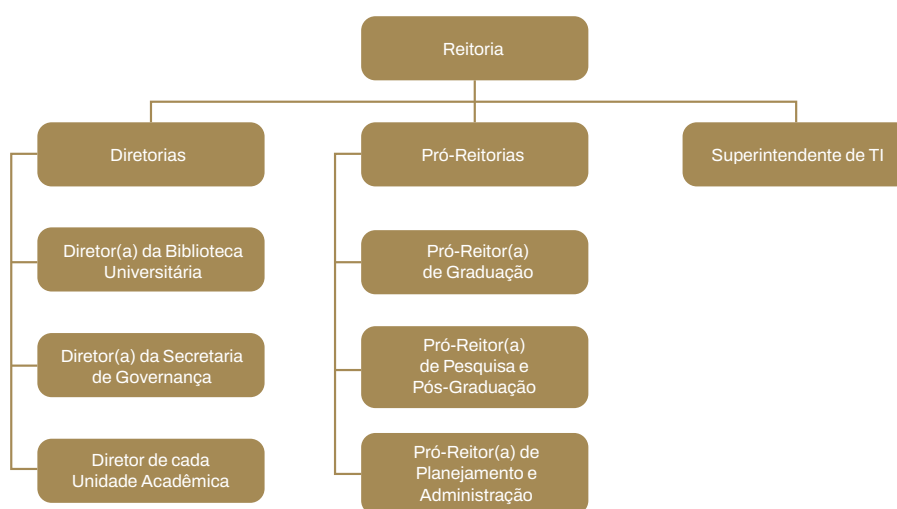 Reitoria
Diretorias
Pró-Reitorias
Superintendente de TI
Diretor(a) da Biblioteca
Universitária
Pró-Reitor(a)
de Graduação
Diretor(a) da Secretaria
de Governança
Pró-Reitor(a)
de Pesquisa e
Pós-Graduação
Diretor de cada
Unidade Acadêmica
Pró-Reitor(a) de
Planejamento e
Administração